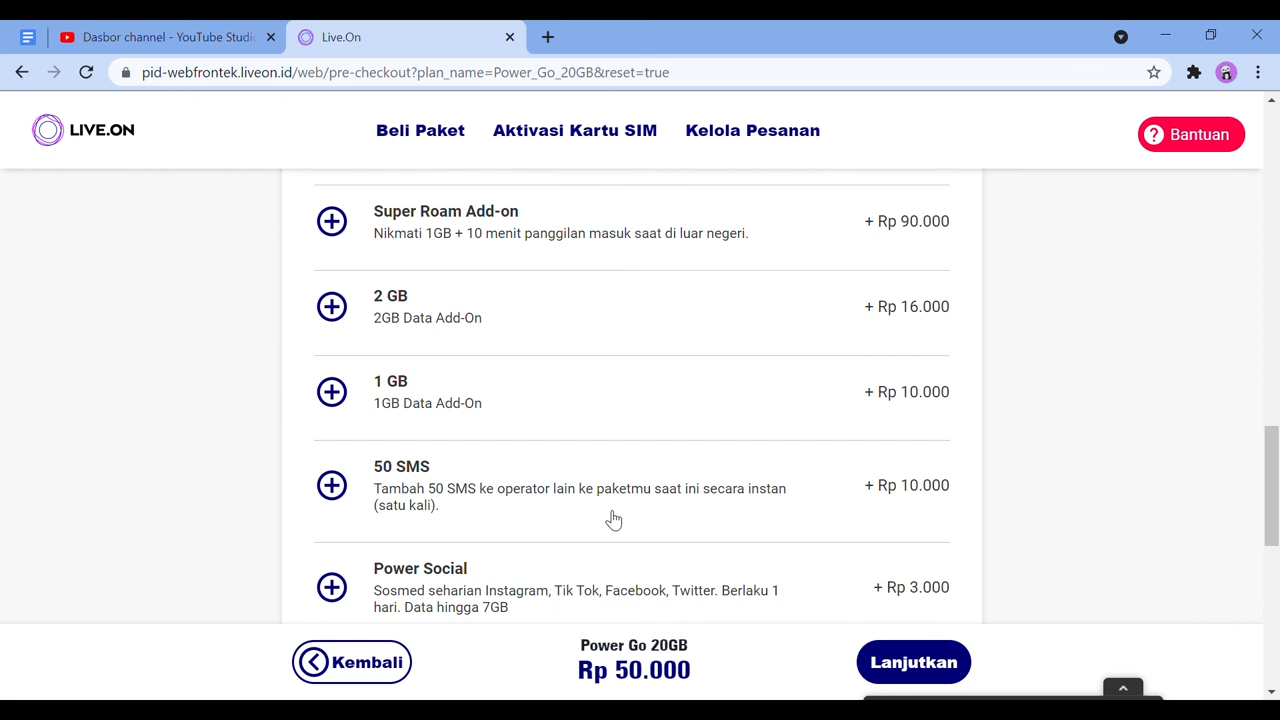 Dasbor channel - YouTube Studi
Live.On
pid-webfrontek.liveon.id/web/pre-checkout?plan_name=Power_Go_20GB&reset=true
LIVE.ON
Beli Paket
Aktivasi Kartu SIM
Kelola Pesanan
? Bantuan
Super Roam Add-on
Nikmati 1GB + 10 menit panggilan masuk saat di luar negeri.
+ Rp 90.000
2 GB
2GB Data Add-On
+ Rp 16.000
1 GB
1GB Data Add-On
+ Rp 10.000
50 SMS
Tambah 50 SMS ke operator lain ke paketmu saat ini secara instan
(satu kali).
+ Rp 10.000
Power Social
Sosmed seharian Instagram, Tik Tok, Facebook, Twitter. Berlaku 1
hari. Data hingga 7GB
+ Rp 3.000
Kembali
Power Go 20GB
Rp 50.000
Lanjutkan